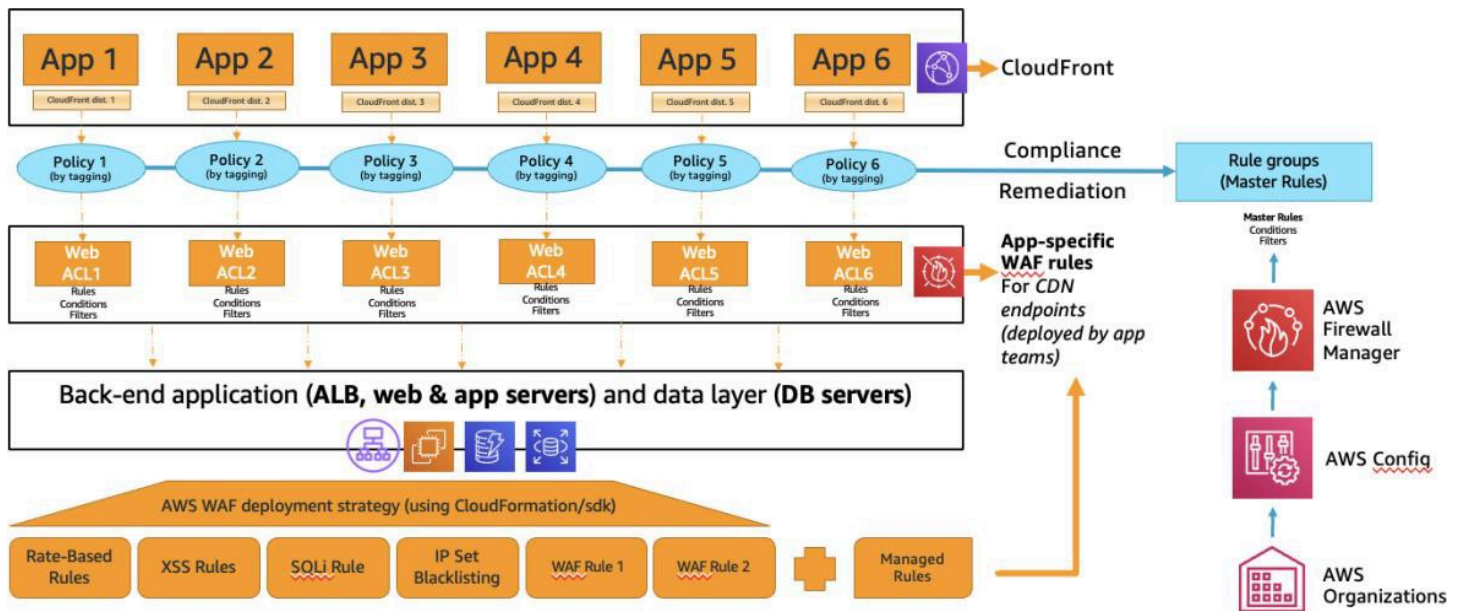 App 1
App 2
App 3
App 4
App 5
App 6
CloudFront dist. 1
CloudFront dist. 2
CloudFront dist. 3
CloudFront dist. 4
CloudFront dist. 5
CloudFront dist. 6
CloudFront
Policy 1
(by tagging)
Policy 2
(by tagging)
Policy 3
(by tagging)
Policy 4
(by tagging)
Policy 5
(by tagging)
Policy 6
(by tagging)
Compliance
Remediation
Rule groups
(Master Rules)
Master Rules
Conditions
Filters
Web
ACL1
Rules
Conditions
Filters
Web
ACL2
Rules
Conditions
Filters
Web
ACL3
Rules
Conditions
Filters
Web
ACL4
Rules
Conditions
Filters
Web
ACL5
Rules
Conditions
Filters
Web
ACL6
Rules
Conditions
Filters
App-specific
WAF rules
For CDN
endpoints
(deployed by app
teams)
AWS
Firewall
Manager
Back-end application (ALB, web & app servers) and data layer (DB servers)
AWS Config
AWS WAF deployment strategy (using CloudFormation/sdk)
Rate-Based
Rules
XSS Rules
SQLi Rule
IP Set
Blacklisting
WAF Rule 1
WAF Rule 2
Managed
Rules
AWS
Organizations